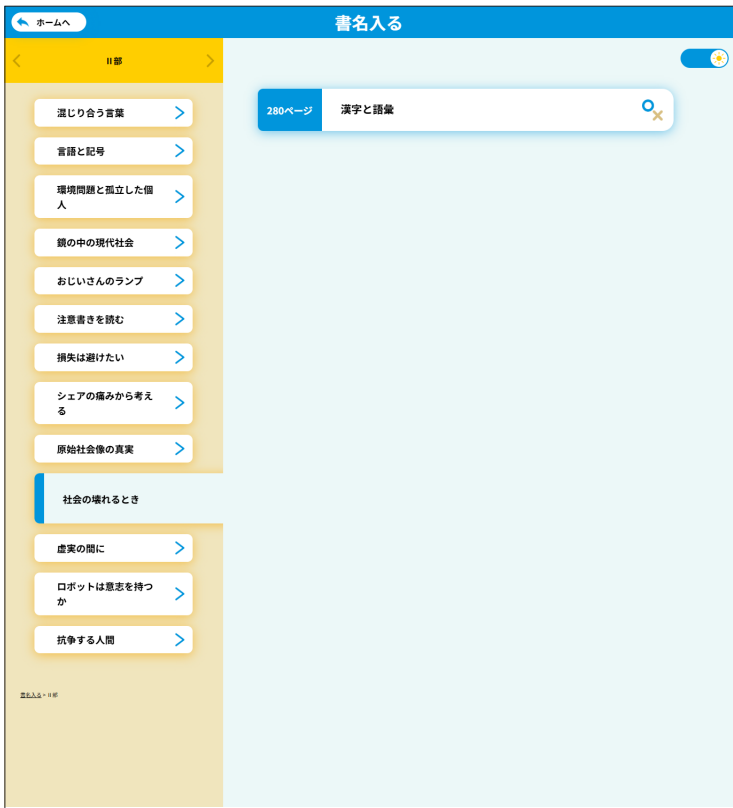 ホームへ
書名入る
II部
混じり合う言葉
言語と記号
環境問題と孤立した個
人
鏡の中の現代社会
おじいさんのランプ
注意書きを読む
損失は避けたい
シェアの痛みから考え
る
原始社会像の真実
社会の壊れるとき
虚実の間に
ロボットは意志を持つ
か
抗争する人間
書名入る > II部
280ページ
漢字と語彙